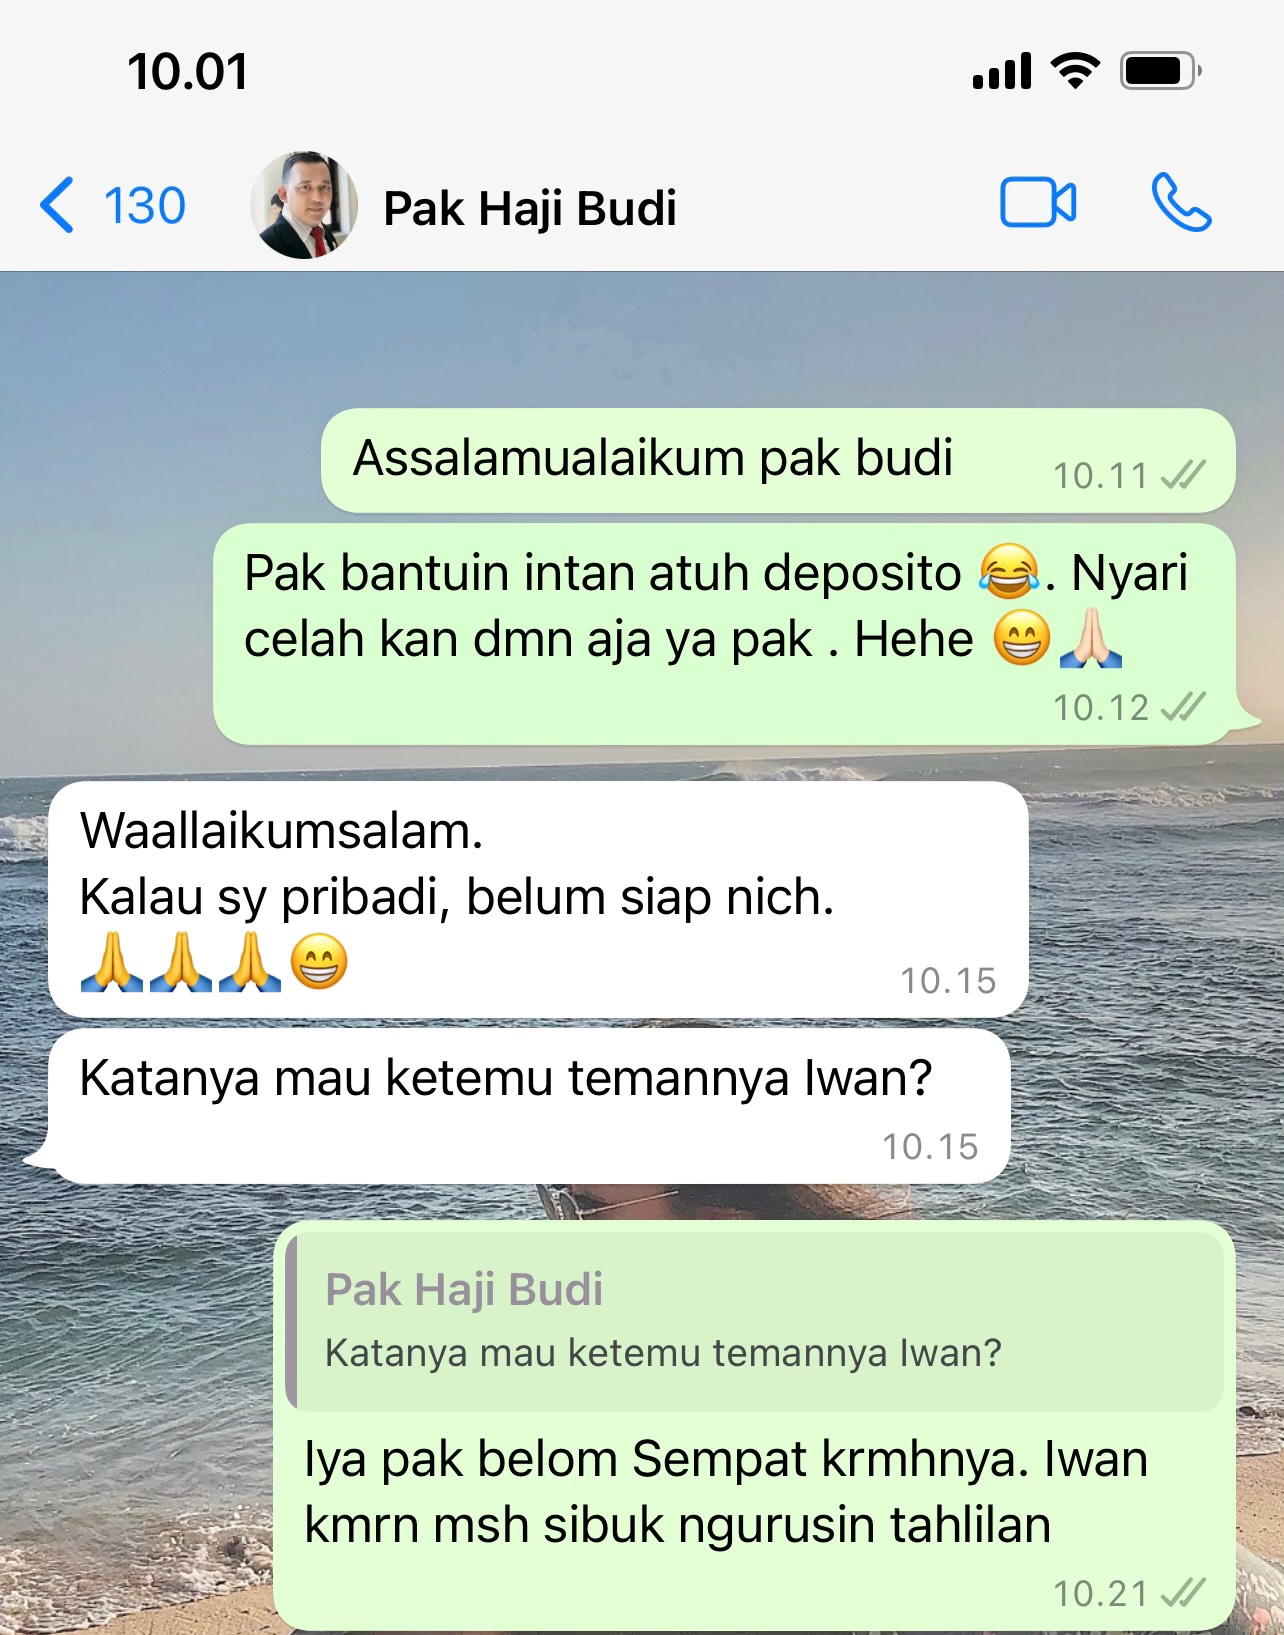 10.01
130
Pak Haji Budi
Assalamualaikum pak budi
10.11
Pak bantuin intan atuh deposito 😂. Nyari
celah kan dmn aja ya pak . Hehe 😁🙏🏻
10.12
Waallaikumsalam.
Kalau sy pribadi, belum siap nich.
🙏🙏🙏😁
10.15
Katanya mau ketemu temannya Iwan?
10.15
Pak Haji Budi
Katanya mau ketemu temannya Iwan?
Iya pak belom Sempat krmhnya. Iwan
kmrn msh sibuk ngurusin tahlilan
10.21